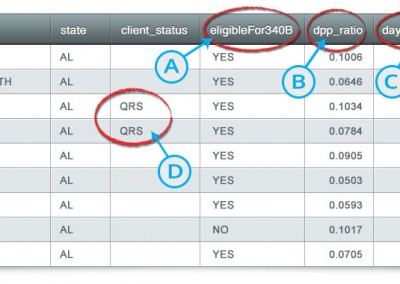 state client_status eligibleFor340B dpp_ratio day
AL YES 0.1006
A B C
TH AL YES 0.0646
AL QRS YES 0.1034
AL QRS YES 0.0784
AL YES 0.0905
D
AL YES 0.0503
AL YES 0.0593
AL NO 0.1017
AL YES 0.0705